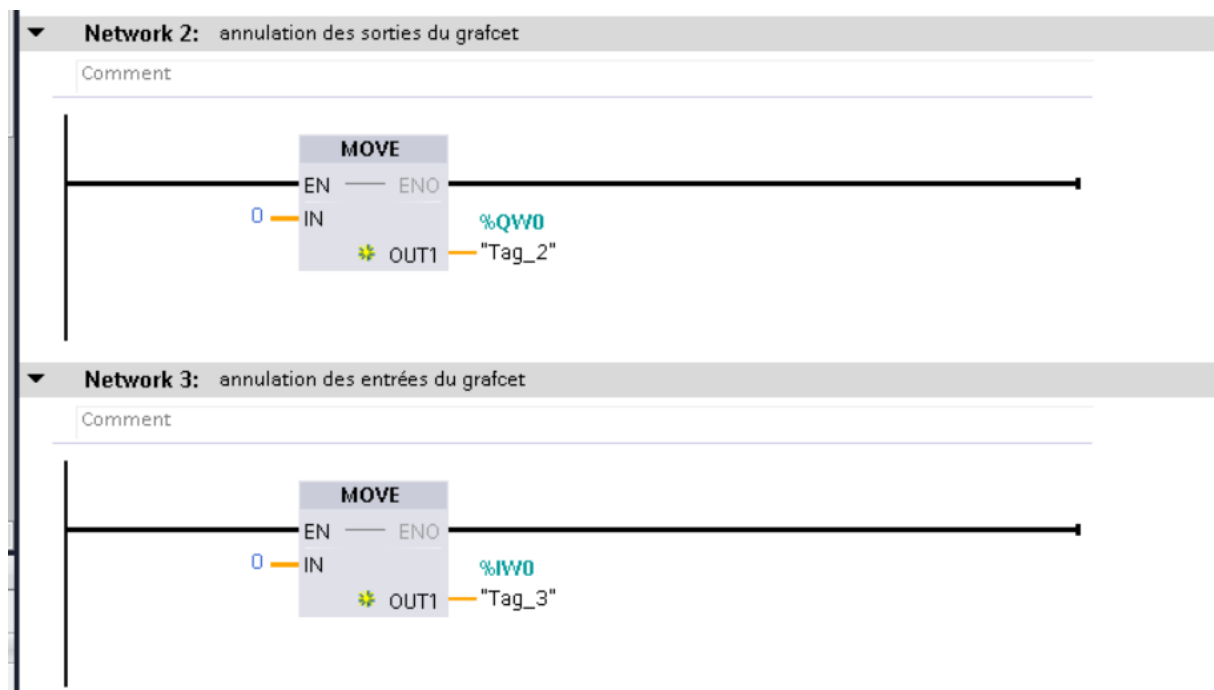 Network 2: annulation des sorties du grafcet
Comment
MOVE
EN ENO
0 IN
%QW0
OUT1 "Tag_2"
Network 3: annulation des entrées du grafcet
Comment
MOVE
EN ENO
0 IN
%IW0
OUT1 "Tag_3"